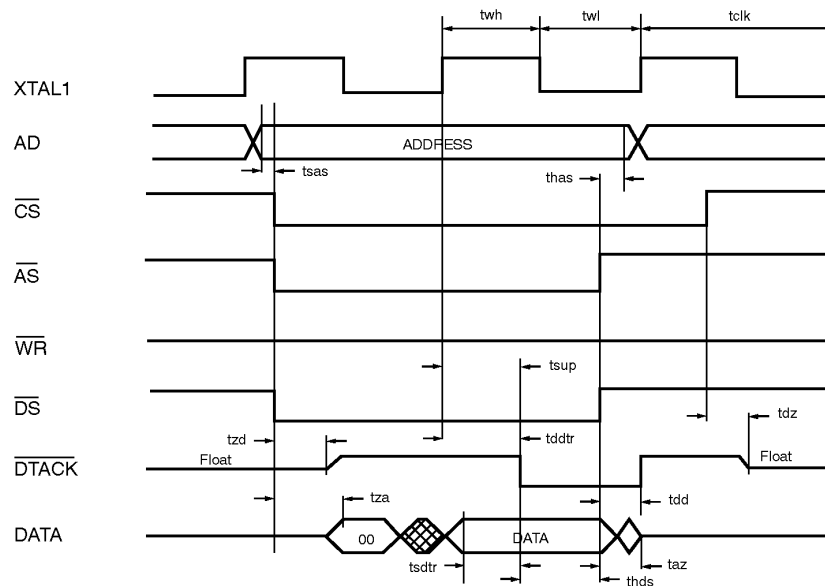 twh twl tclk
XTAL1
AD ADDRESS
tsas thas
CS
AS
WR
tsup
DS
tdz
tzd tddtr
DTACK Float Float
tza tdd
DATA 00 DATA
tsdtr taz
thds